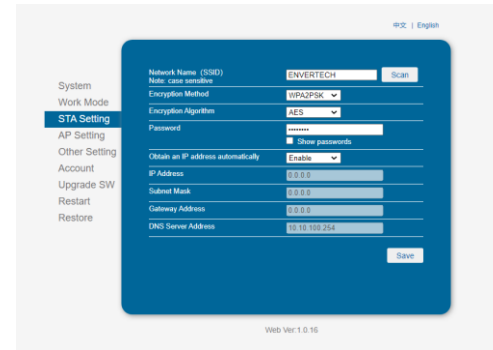 中文 | English
System
Work Mode
STA Setting
AP Setting
Other Setting
Account
Upgrade SW
Restart
Restore
Network Name (SSID)
Note: case sensitive
ENVERTECH Scan
Encryption Method WPA2PSK
Encryption Algorithm AES
Password ••••••••
Show passwords
Obtain an IP address automatically Enable
IP Address 0.0.0.0
Subnet Mask 0.0.0.0
Gateway Address 0.0.0.0
DNS Server Address 10.10.100.254
Save
Web Ver:1.0.16